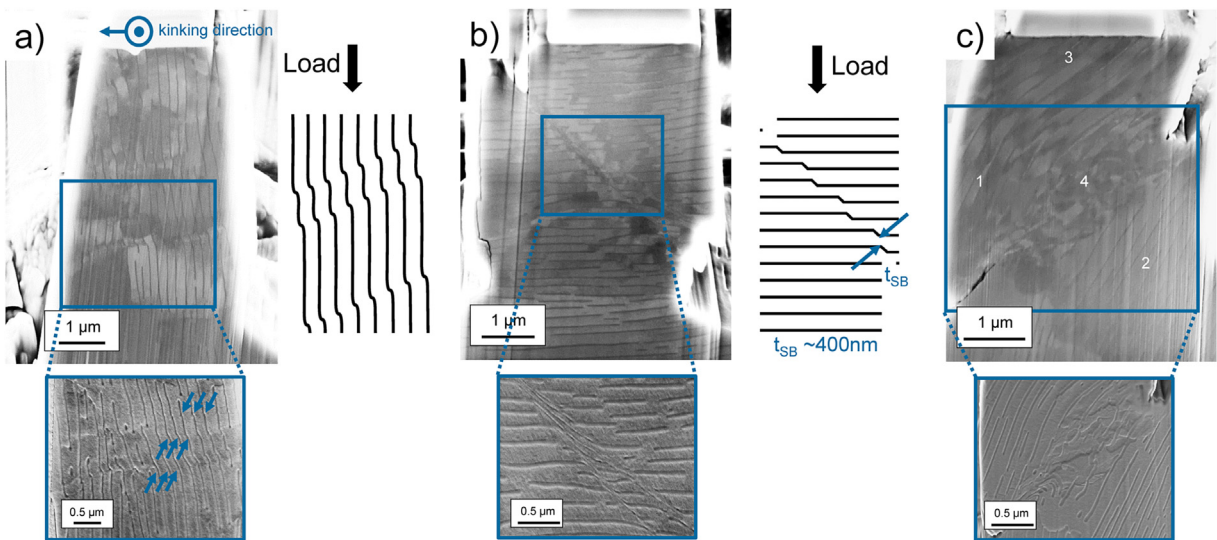 a)
kinking direction
Load
1 µm
0.5 µm
b)
1 µm
0.5 µm
Load
t_SB
t_SB ~400nm
c)
3
1
4
2
1 µm
0.5 µm